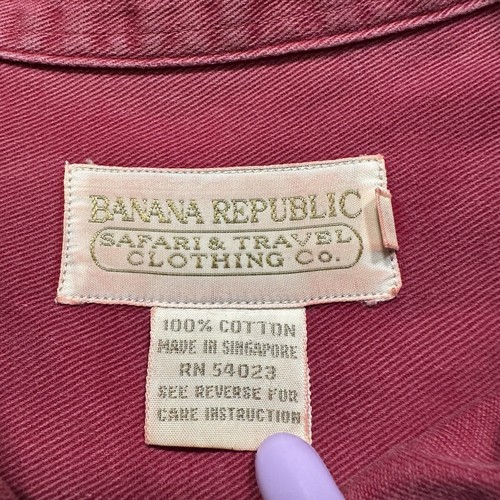 BANANA REPUBLIC
SAFARI & TRAVEL
CLOTHING Co.
100% COTTON
MADE IN SINGAPORE
RN 54023
SEE REVERSE FOR
CARE INSTRUCTION